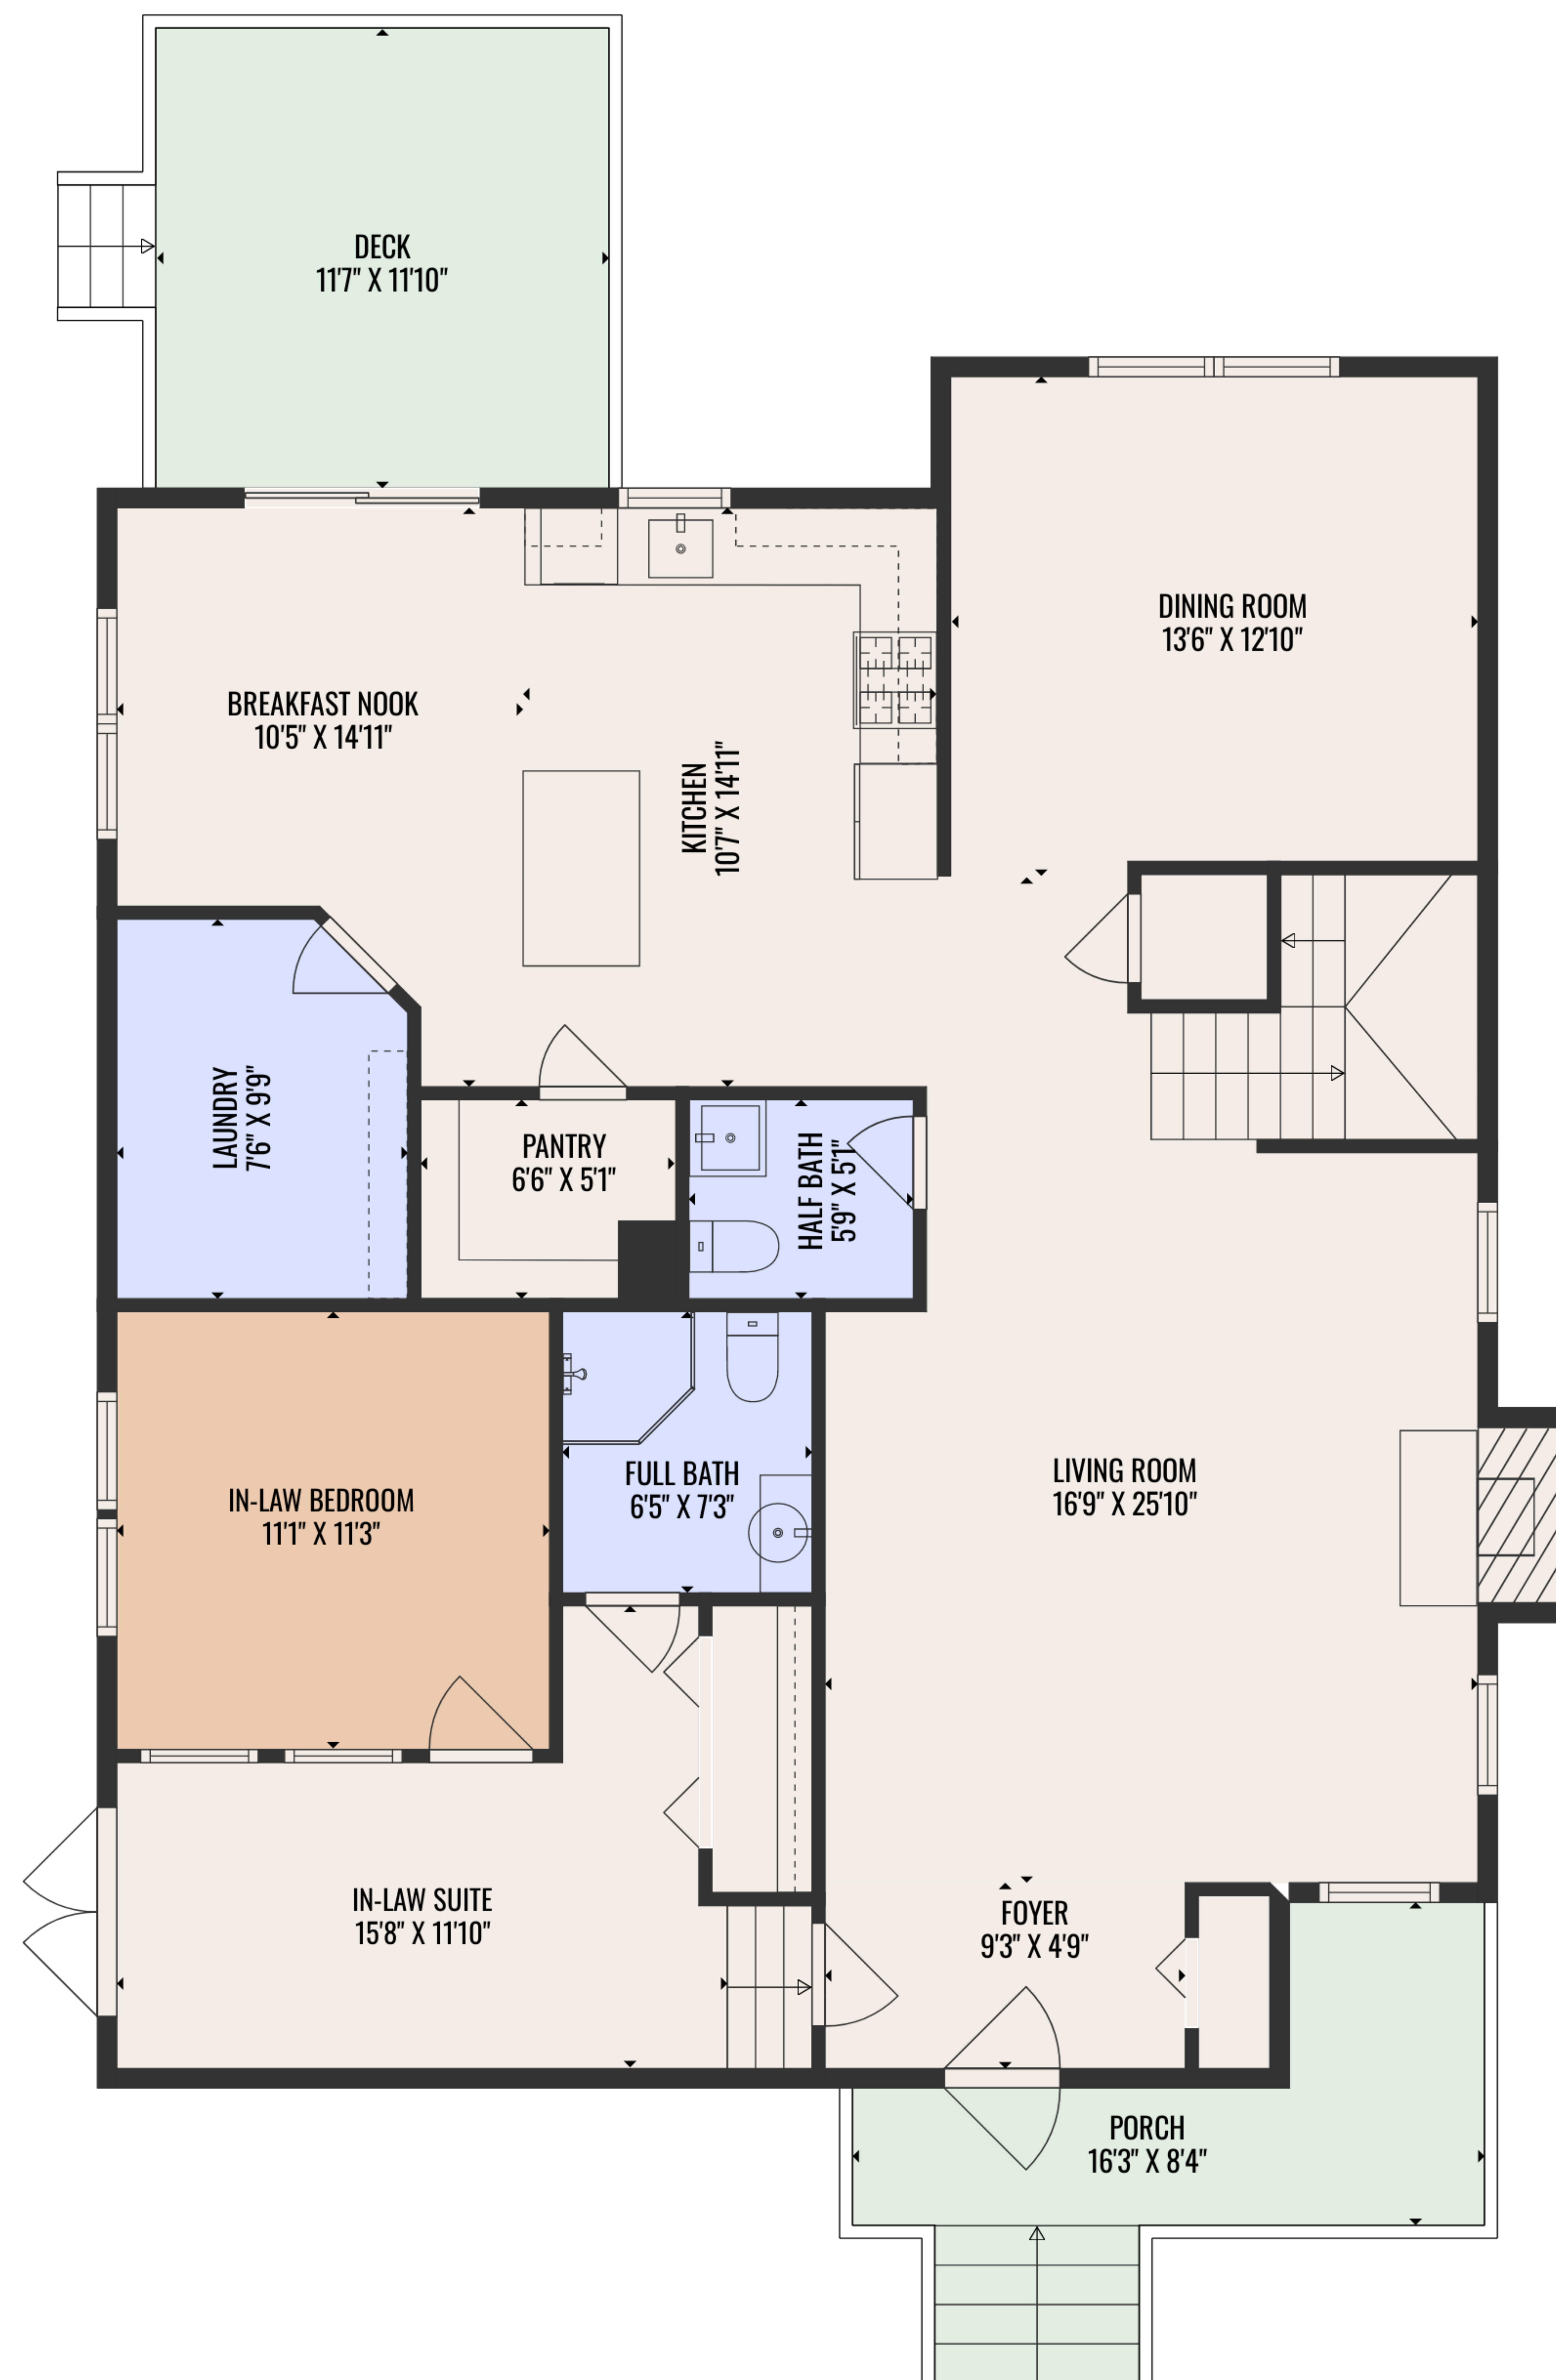 DECK
11'7" X 11'10"
DINING ROOM
13'6" X 12'10"
BREAKFAST NOOK
10'5" X 14'11"
KITCHEN
10'7" X 14'11"
LAUNDRY
7'6" X 9'9"
PANTRY
6'6" X 5'1"
HALF BATH
5'9" X 5'1"
IN-LAW BEDROOM
11'1" X 11'3"
FULL BATH
6'5" X 7'3"
LIVING ROOM
16'9" X 25'10"
IN-LAW SUITE
15'8" X 11'10"
FOYER
9'3" X 4'9"
PORCH
16'3" X 8'4"